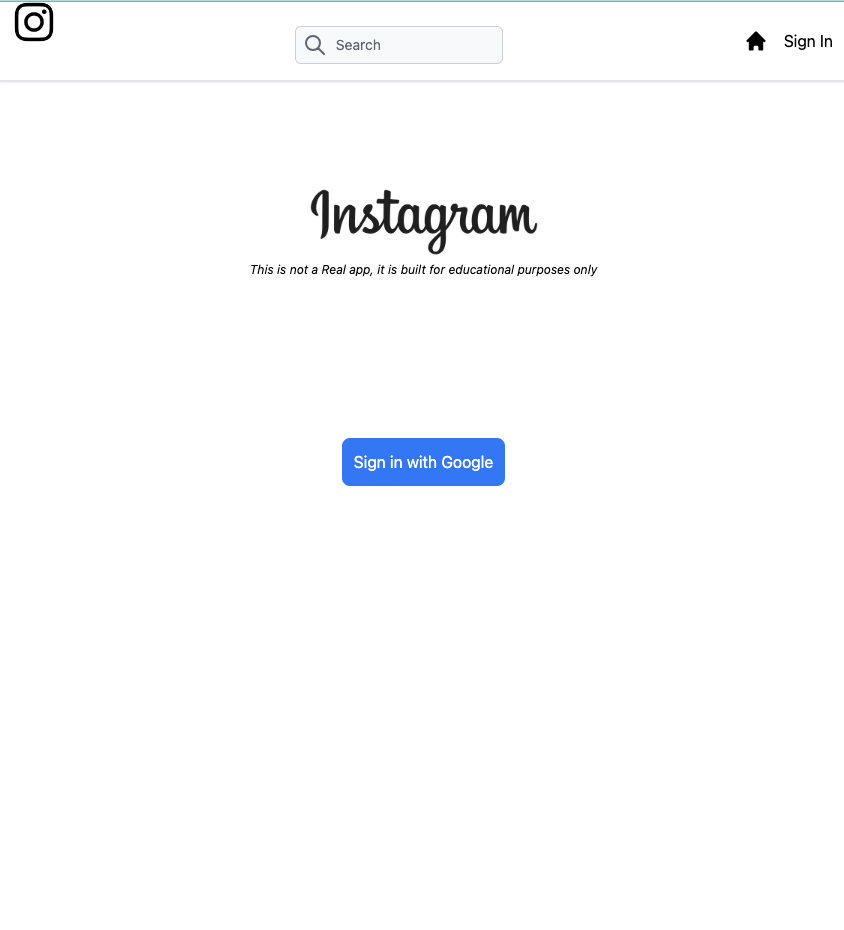 Search
Sign In
Instagram
This is not a Real app, it is built for educational purposes only
Sign in with Google